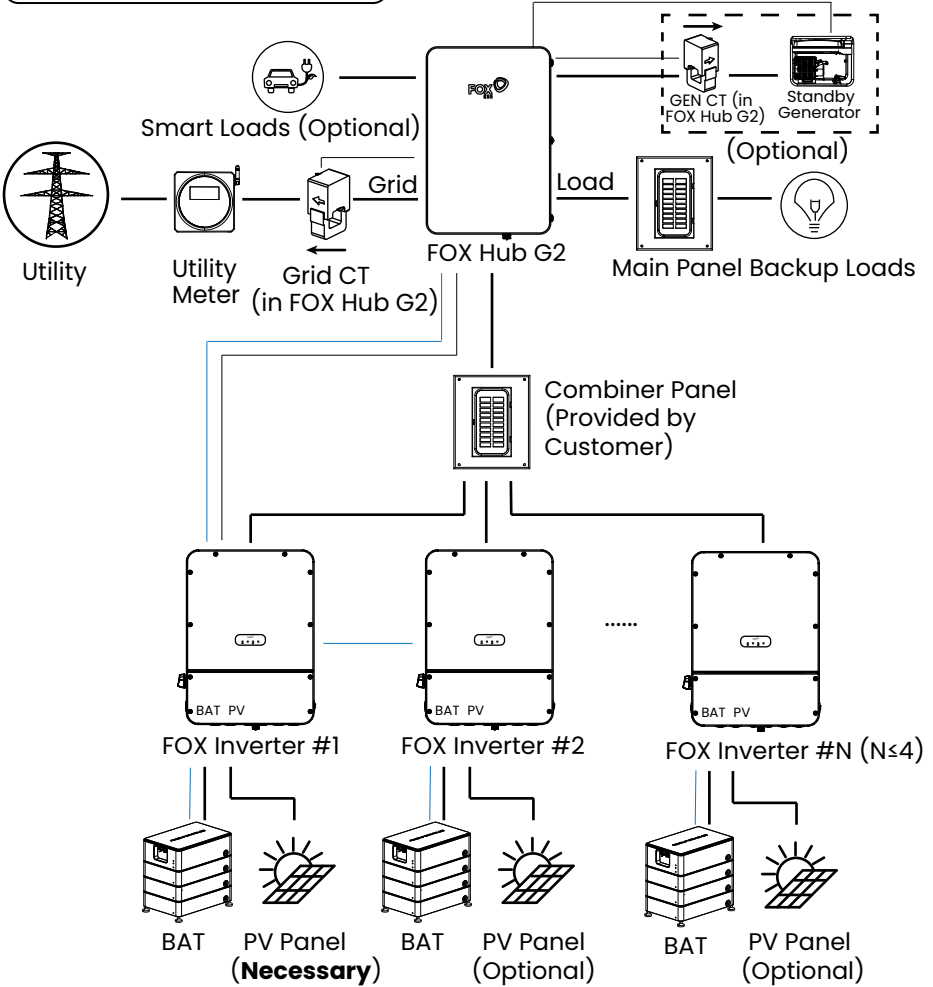 FOX
ESS
GEN CT (in
FOX Hub G2)
Standby
Generator
(Optional)
Smart Loads (Optional)
Grid
Load
FOX Hub G2
Utility
Utility
Meter
Grid CT
(in FOX Hub G2)
Main Panel
Backup Loads
Combiner Panel
(Provided by
Customer)
......
BAT PV
BAT PV
BAT PV
FOX Inverter #1
FOX Inverter #2
FOX Inverter #N (N≤4)
BAT
PV Panel
(Necessary)
BAT
PV Panel
(Optional)
BAT
PV Panel
(Optional)